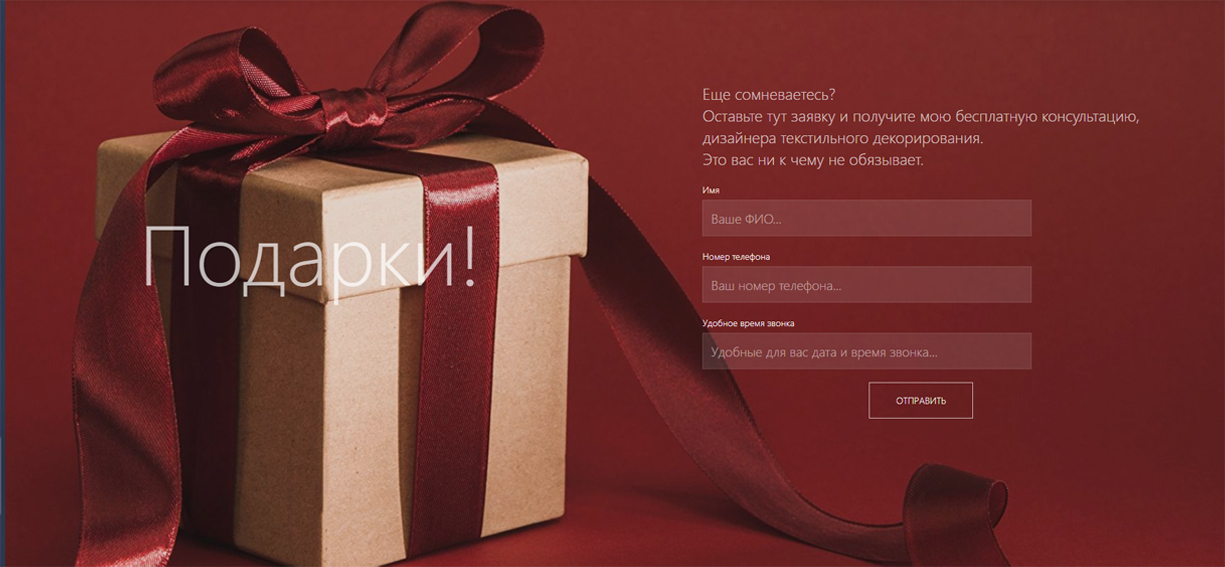 Подарки!
Еще сомневаетесь?
Оставьте тут заявку и получите мою бесплатную консультацию,
дизайнера текстильного декорирования.
Это вас ни к чему не обязывает.
Имя
Ваше ФИО...
Номер телефона
Ваш номер телефона...
Удобное время звонка
Удобные для вас дата и время звонка...
ОТПРАВИТЬ